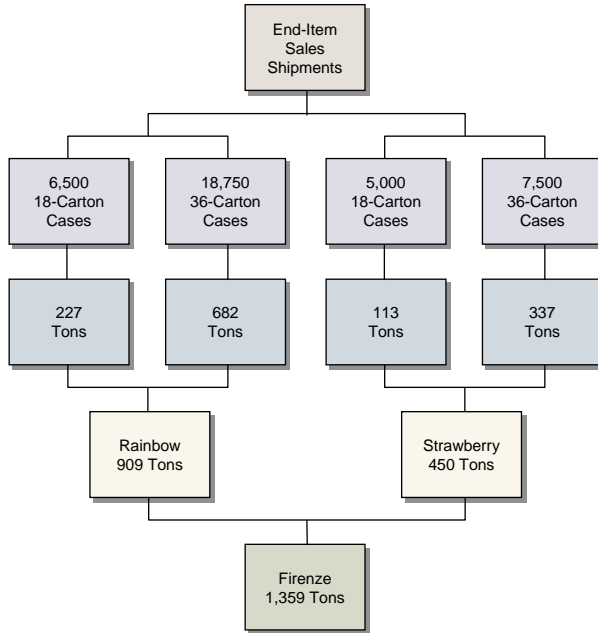 End-Item
Sales
Shipments
6,500
18-Carton
Cases
18,750
36-Carton
Cases
5,000
18-Carton
Cases
7,500
36-Carton
Cases
227
Tons
682
Tons
113
Tons
337
Tons
Rainbow
909 Tons
Strawberry
450 Tons
Firenze
1,359 Tons